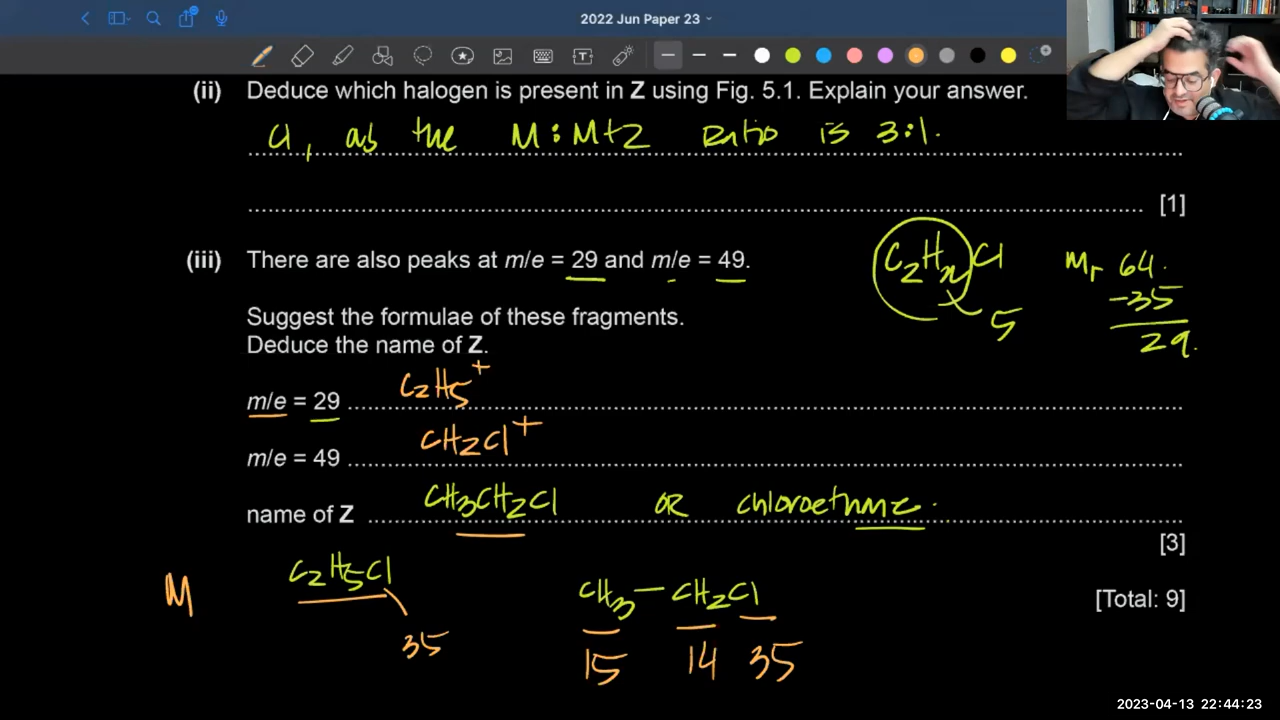 2022 Jun Paper 23
(ii) Deduce which halogen is present in Z using Fig. 5.1. Explain your answer.
Cl, as the M:M+2 Ratio is 3:1.
[1]
(iii) There are also peaks at m/e = 29 and m/e = 49.
C2HxCl
5
Mr 64.
-35
29.
Suggest the formulae of these fragments.
Deduce the name of Z.
m/e = 29 C2H5+
m/e = 49 CH2Cl+
name of Z CH3CH2Cl OR chloroethane.
[3]
M C2H5Cl
35
CH3—CH2Cl
15 14 35
[Total: 9]
2023-04-13 22:44:23